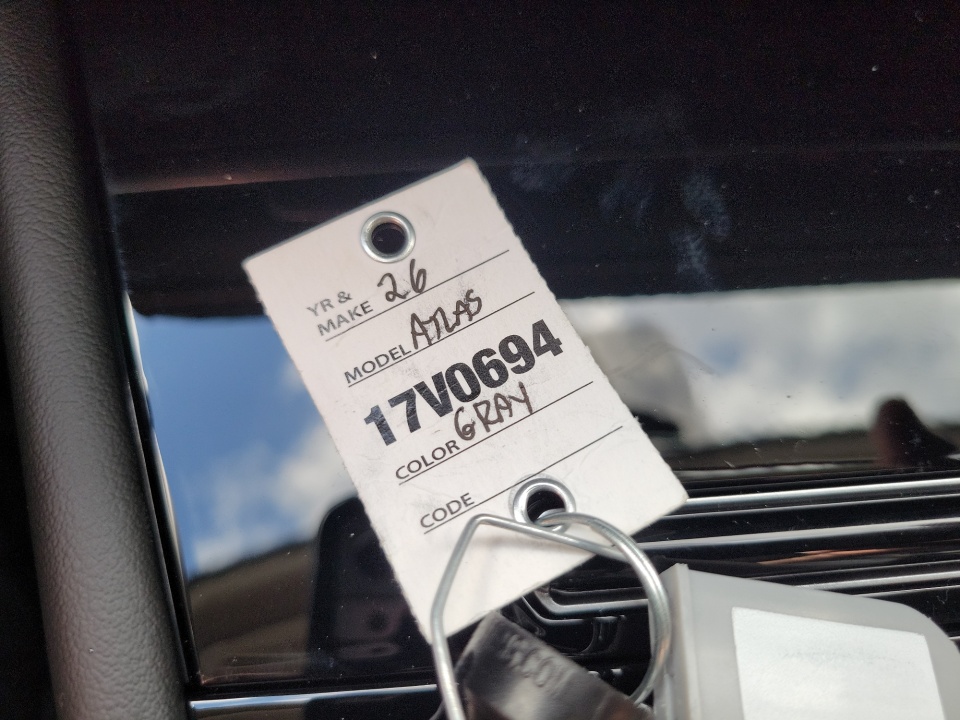 YR &
MAKE 26
MODEL ATLAS
17V0694
COLOR GRAY
CODE